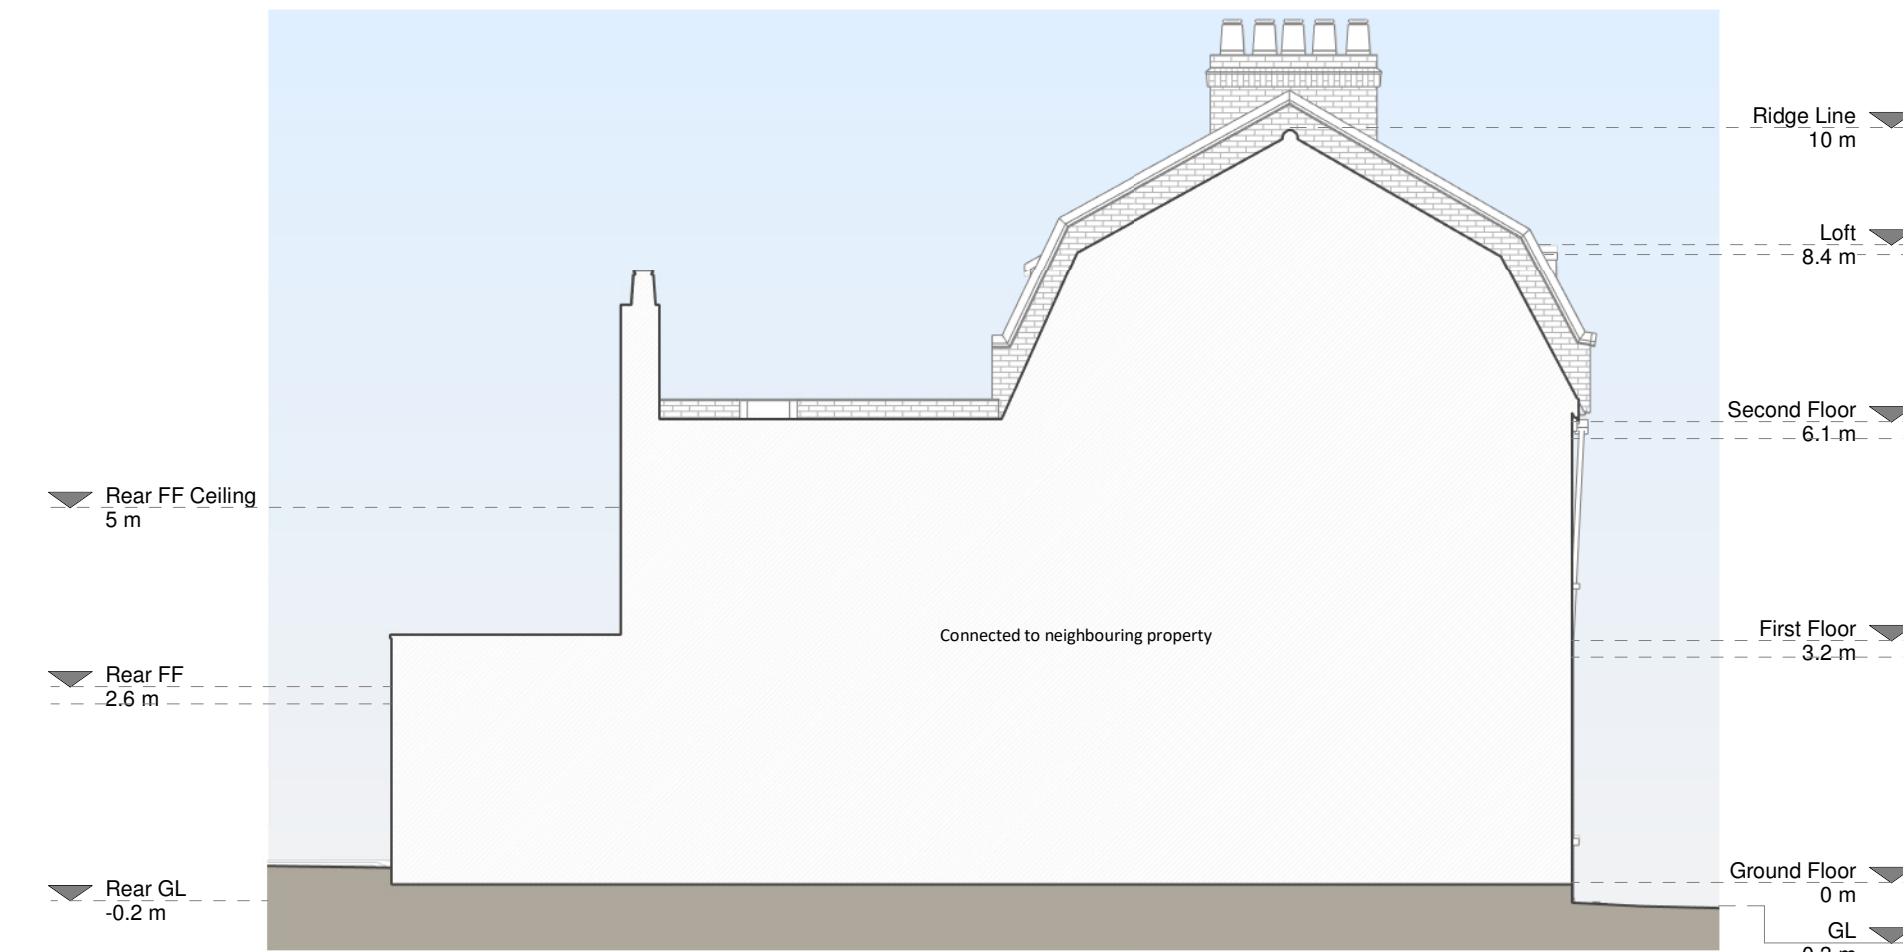 Ridge Line
10 m
Loft
8.4 m
Second Floor
6.1 m
Rear FF Ceiling
5 m
First Floor
3.2 m
Connected to neighbouring property
Rear FF
2.6 m
Ground Floor
0 m
Rear GL
-0.2 m
GL